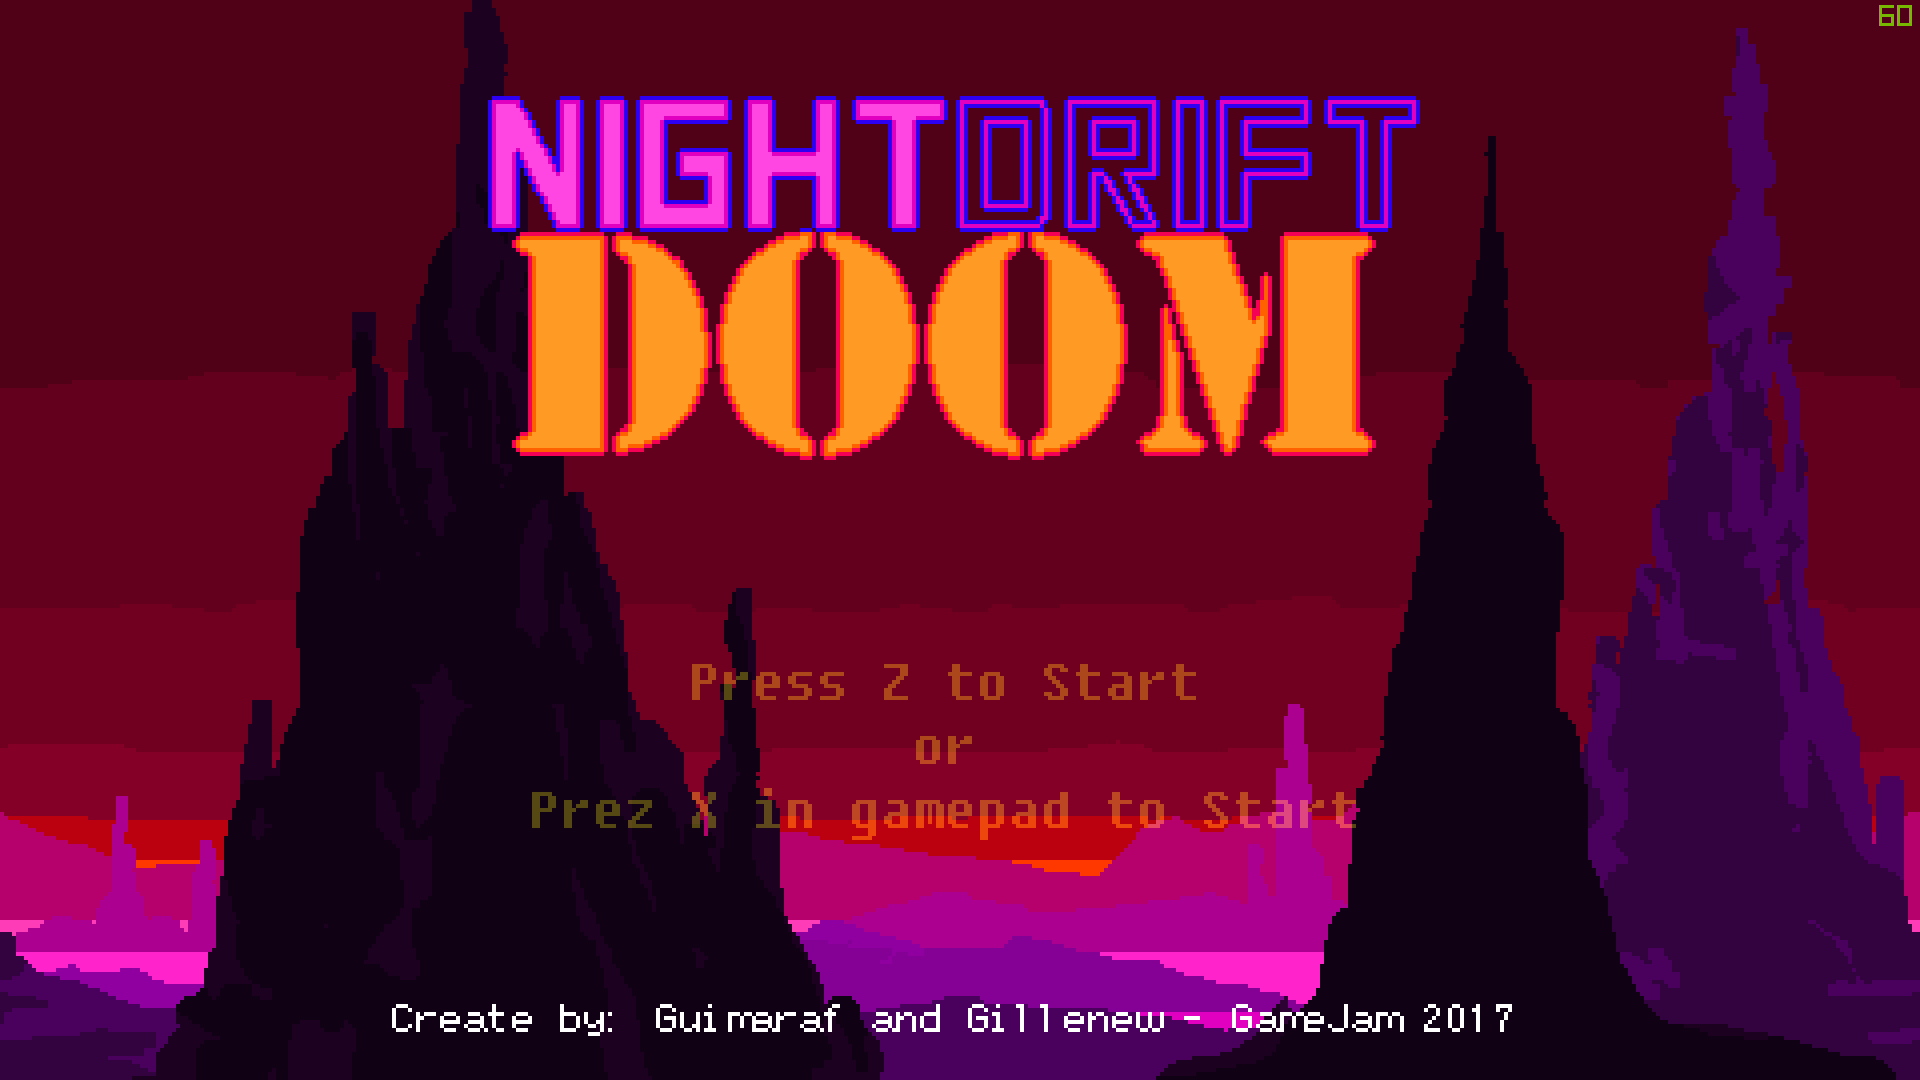 60
NIGHTDRIFT
DOOM
Press Z to Start
or
Prez X in gamepad to Start
Create by: Guimaraf and Gillenew - GameJam 2017